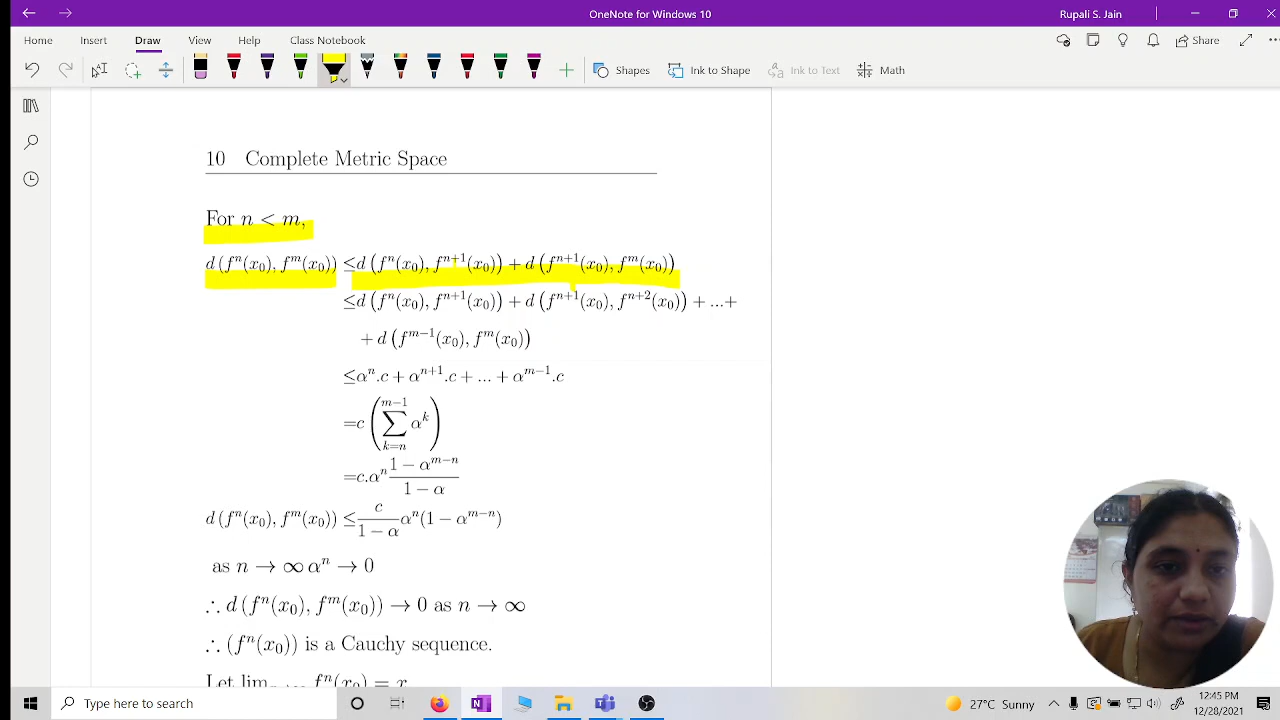 OneNote for Windows 10
Rupali S. Jain
Home Insert Draw View Help Class Notebook
Share
Shapes Ink to Shape Ink to Text Math
10 Complete Metric Space
For n < m,
d (fⁿ(x₀), fᵐ(x₀)) ≤d (fⁿ(x₀), fⁿ⁺¹(x₀)) + d (fⁿ⁺¹(x₀), fᵐ(x₀))
≤d (fⁿ(x₀), fⁿ⁺¹(x₀)) + d (fⁿ⁺¹(x₀), fⁿ⁺²(x₀)) + ...+
+ d (fᵐ⁻¹(x₀), fᵐ(x₀))
≤αⁿ.c + αⁿ⁺¹.c + ... + αᵐ⁻¹.c
=c (∑_{k=n}^{m−1} αᵏ)
=c.αⁿ (1 − αᵐ⁻ⁿ)/(1 − α)
d (fⁿ(x₀), fᵐ(x₀)) ≤ c/(1 − α) αⁿ(1 − αᵐ⁻ⁿ)
as n → ∞ αⁿ → 0
∴ d (fⁿ(x₀), fᵐ(x₀)) → 0 as n → ∞
∴ (fⁿ(x₀)) is a Cauchy sequence.
Let lim fⁿ(x₀) = x
Type here to search
27°C Sunny
12:45 PM
12/28/2021